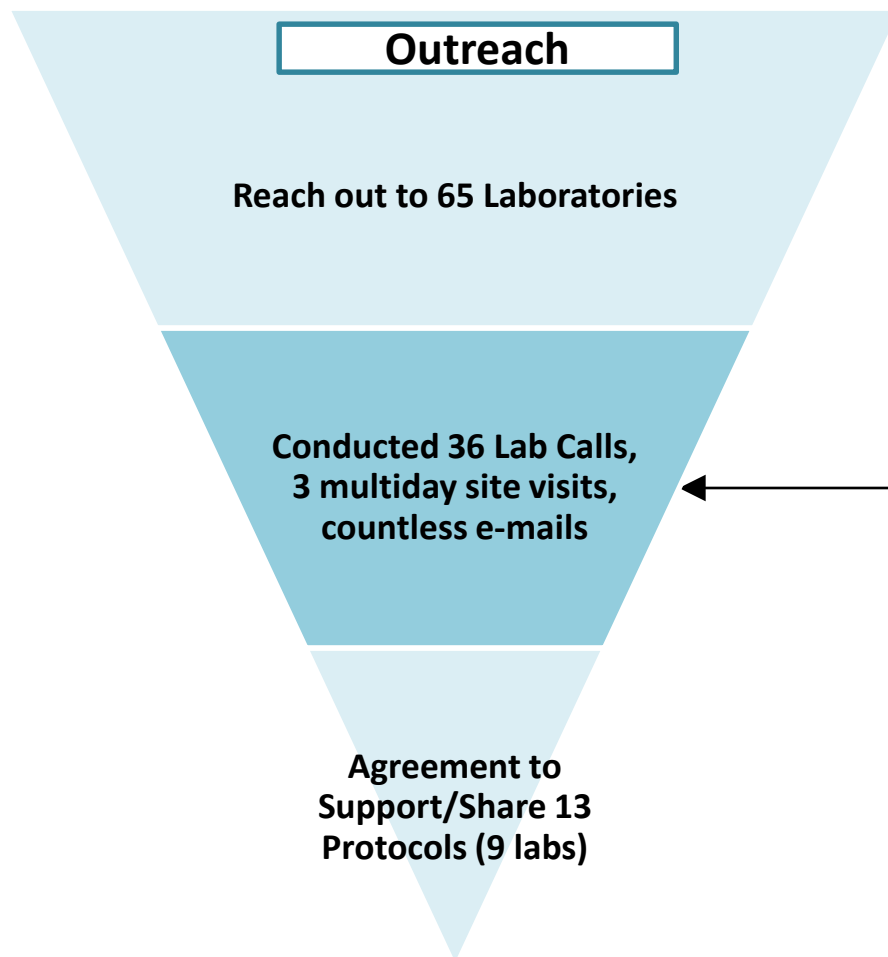 Outreach
Reach out to 65 Laboratories
Conducted 36 Lab Calls,
3 multiday site visits,
countless e-mails
Agreement to
Support/Share 13
Protocols (9 labs)